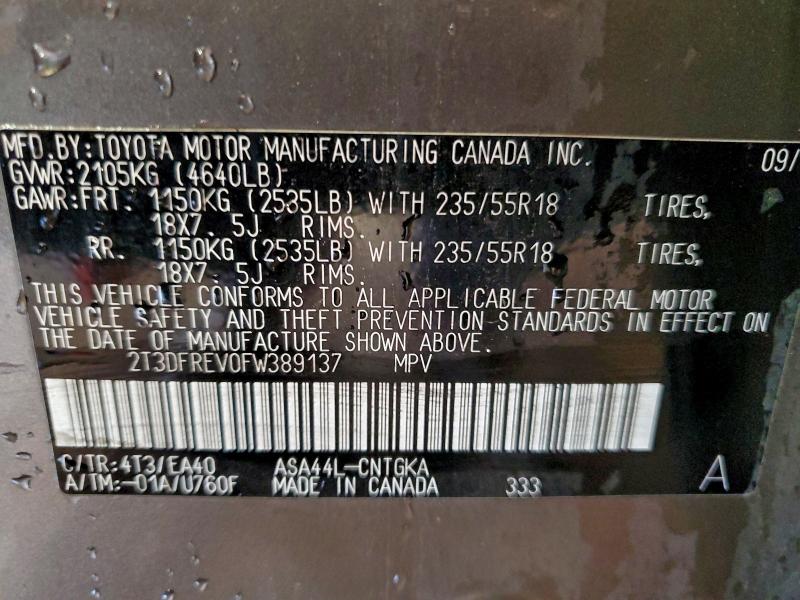 MFD.BY:TOYOTA MOTOR MANUFACTURING CANADA INC. 09/
GVWR:2105KG (4640LB)
GAWR:FRT. 1150KG (2535LB) WITH 235/55R18 TIRES,
18X7. 5J RIMS.
RR. 1150KG (2535LB) WITH 235/55R18 TIRES,
18X7. 5J RIMS.
THIS VEHICLE CONFORMS TO ALL APPLICABLE FEDERAL MOTOR
VEHICLE SAFETY AND THEFT PREVENTION STANDARDS IN EFFECT ON
THE DATE OF MANUFACTURE SHOWN ABOVE.
2T3DFREV0FW389137 MPV
C/TR:4T3/EA40 ASA44L-CNTGKA
A/TM:-01A/U760F MADE IN CANADA 333 A